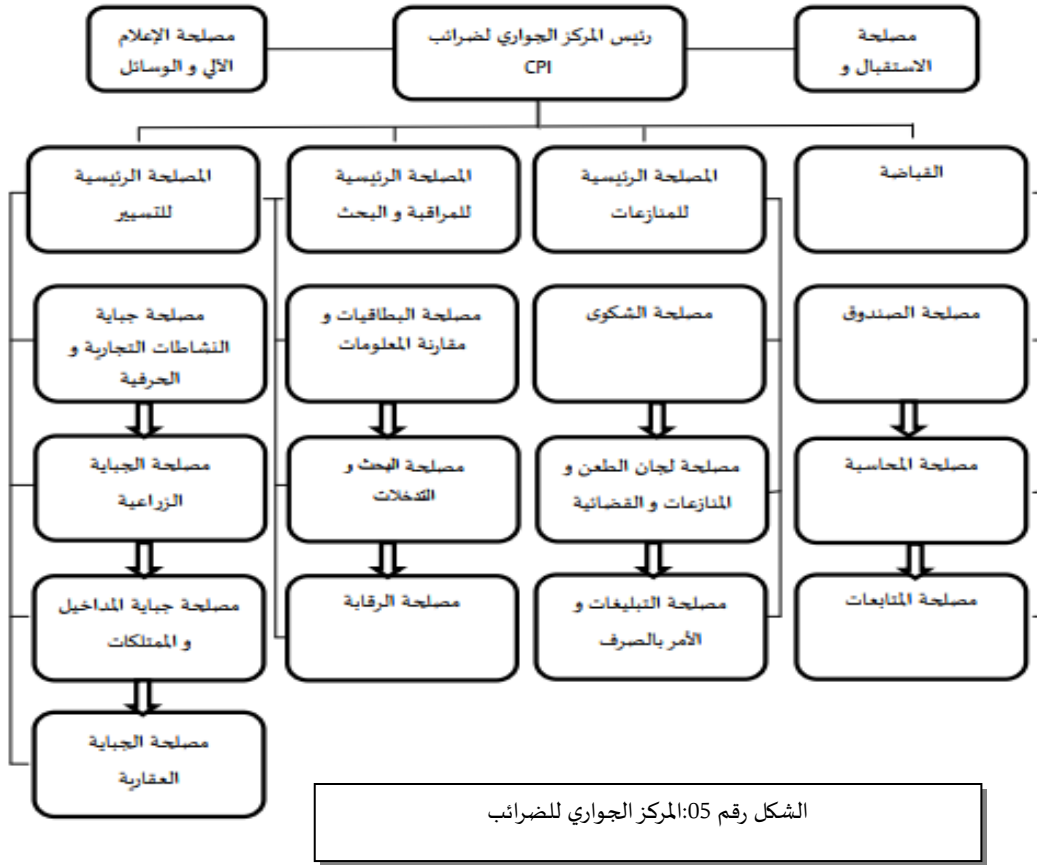 مصلحة
الاستقبال و
رئيس المركز الجواري لضرائب
CPI
مصلحة الإعلام
الآلي و الوسائل
القباضة
المصلحة الرئيسية
للمنازعات
المصلحة الرئيسية
للمراقبة و البحث
المصلحة الرئيسية
للتسيير
مصلحة الصندوق
مصلحة الشكوى
مصلحة البطاقيات و
مقارنة المعلومات
مصلحة جباية
النشاطات التجارية و
الحرفية
مصلحة المحاسبة
مصلحة لجان الطعن و
المنازعات و القضائية
مصلحة البحث و
التدخلات
مصلحة الجباية
الزراعية
مصلحة المتابعات
مصلحة التبليغات و
الأمر بالصرف
مصلحة الرقابة
مصلحة جباية المداخيل
و الممتلكات
مصلحة الجباية
العقارية
الشكل رقم 05:المركز الجواري للضرائب